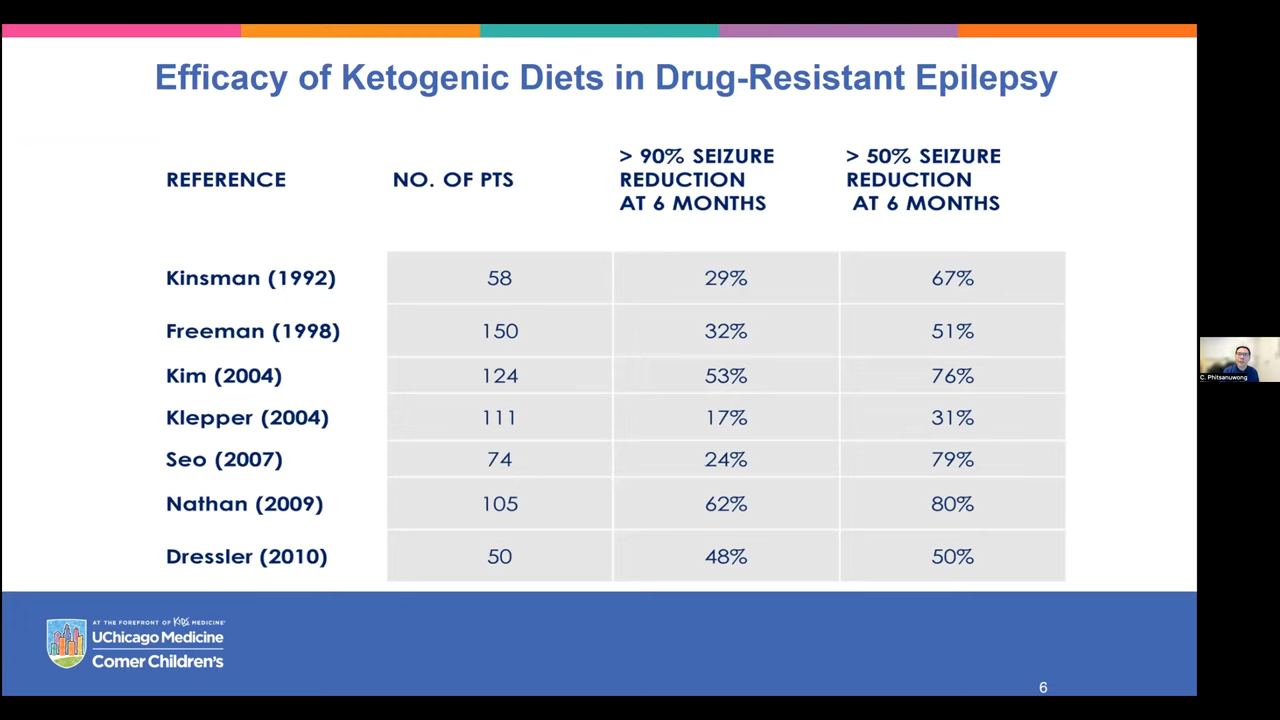 Efficacy of Ketogenic Diets in Drug-Resistant Epilepsy
REFERENCE
NO. OF PTS
> 90% SEIZURE
REDUCTION
AT 6 MONTHS
> 50% SEIZURE
REDUCTION
AT 6 MONTHS
Kinsman (1992) 58 29% 67%
Freeman (1998) 150 32% 51%
Kim (2004) 124 53% 76%
Klepper (2004) 111 17% 31%
Seo (2007) 74 24% 79%
Nathan (2009) 105 62% 80%
Dressler (2010) 50 48% 50%
C. Phitsanuwong
AT THE FOREFRONT OF KIDS MEDICINE®
UChicago Medicine
Comer Children's
6